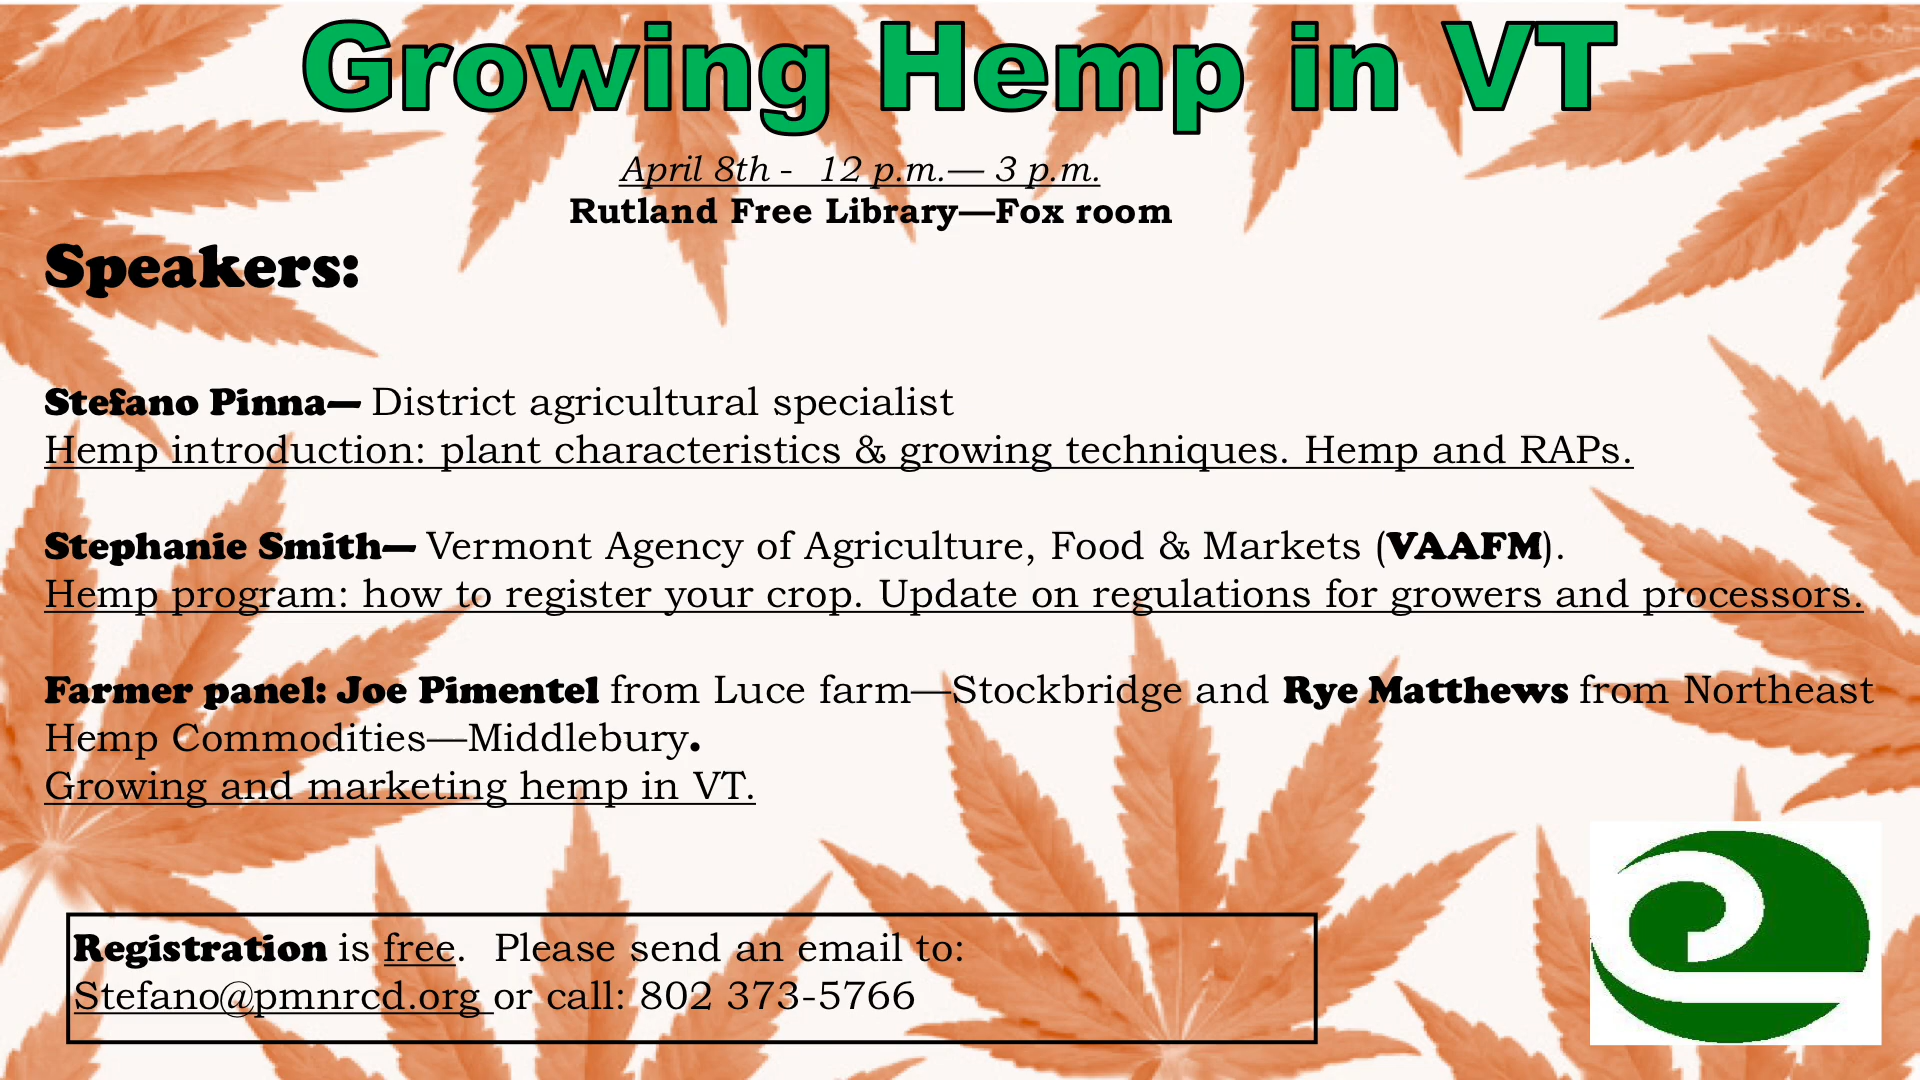 Growing Hemp in VT
April 8th - 12 p.m.— 3 p.m.
Rutland Free Library—Fox room
Speakers:
Stefano Pinna— District agricultural specialist
Hemp introduction: plant characteristics & growing techniques. Hemp and RAPs.
Stephanie Smith— Vermont Agency of Agriculture, Food & Markets (VAAFM).
Hemp program: how to register your crop. Update on regulations for growers and processors.
Farmer panel: Joe Pimentel from Luce farm—Stockbridge and Rye Matthews from Northeast
Hemp Commodities—Middlebury.
Growing and marketing hemp in VT.
Registration is free. Please send an email to:
Stefano@pmnrcd.org or call: 802 373-5766